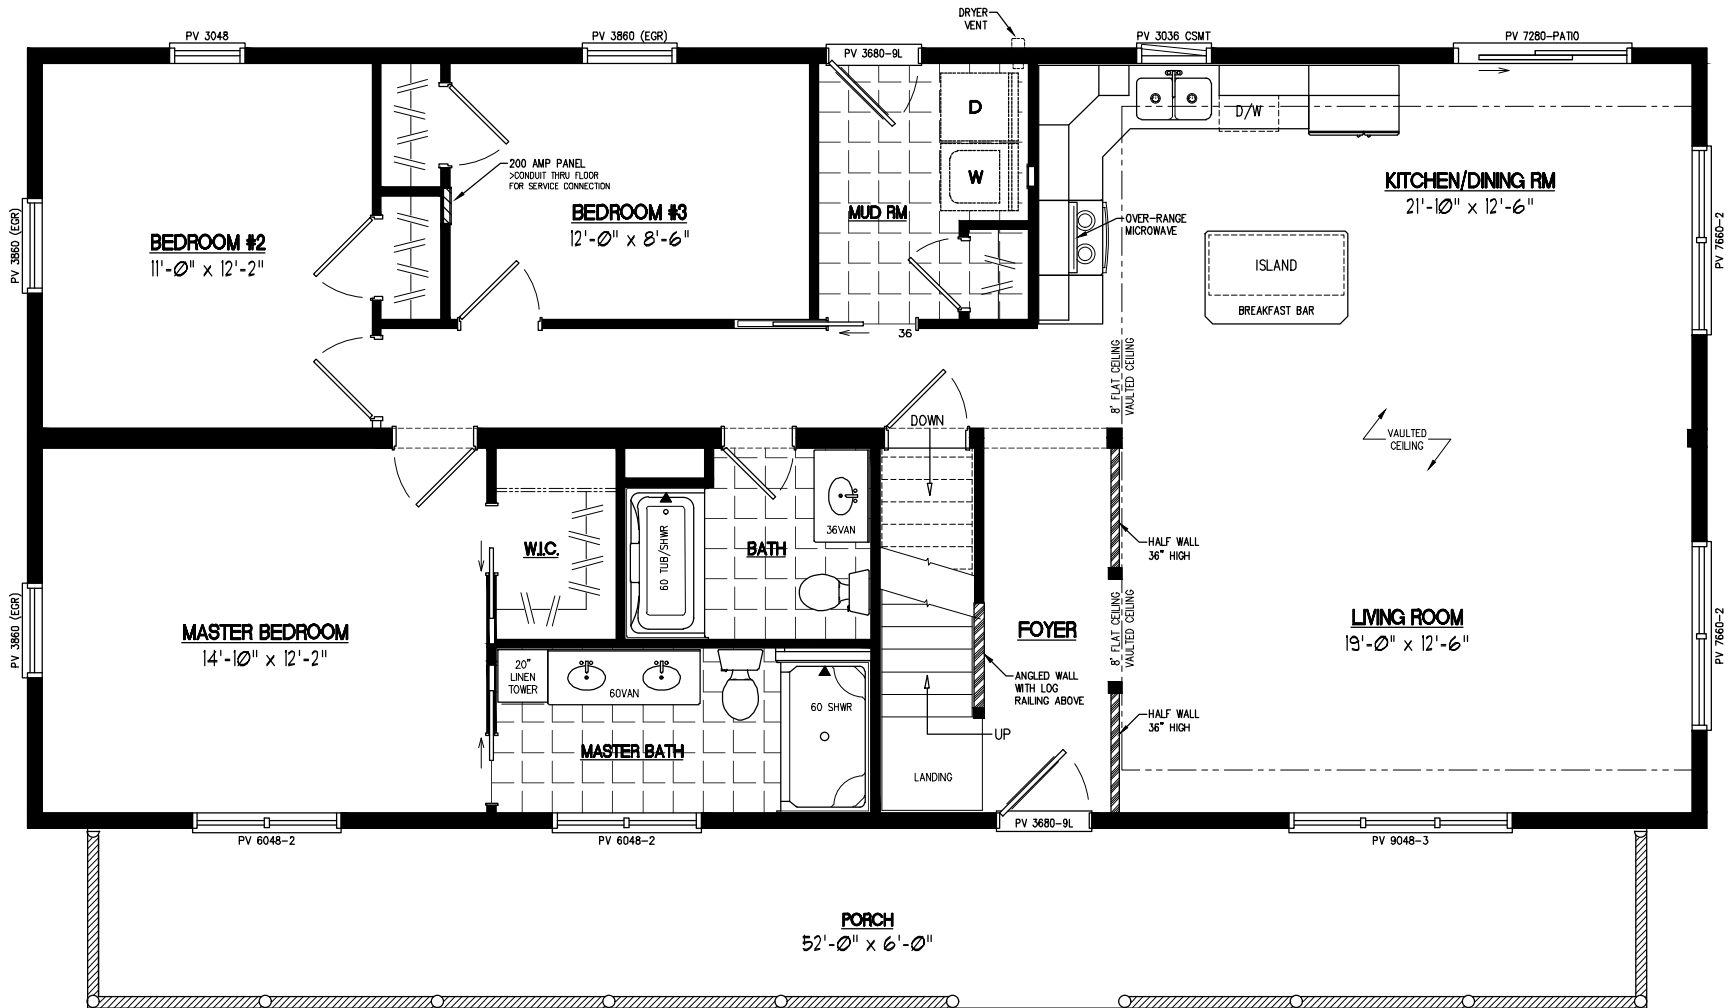 DRYER
VENT
PV 3048
PV 3860 (EGR)
PV 3680-9L
PV 3036 CSMT
PV 7280-PATIO
D
D/W
200 AMP PANEL
>CONDUIT THRU FLOOR
FOR SERVICE CONNECTION
W
KITCHEN/DINING RM
21'-10" x 12'-6"
BEDROOM #3
12'-0" x 8'-6"
MUD RM
OVER-RANGE
MICROWAVE
BEDROOM #2
11'-0" x 12'-2"
PV 3860 (EGR)
PV 7660-2
ISLAND
BREAKFAST BAR
36
8' FLAT CEILING
VAULTED CEILING
DOWN
VAULTED
CEILING
36VAN
60 TUB/SHWR
W.I.C.
BATH
HALF WALL
36" HIGH
MASTER BEDROOM
14'-10" x 12'-2"
PV 3860 (EGR)
FOYER
8' FLAT CEILING
VAULTED CEILING
LIVING ROOM
19'-0" x 12'-6"
PV 7660-2
20"
LINEN
TOWER
60VAN
60 SHWR
ANGLED WALL
WITH LOG
RAILING ABOVE
HALF WALL
36" HIGH
UP
MASTER BATH
LANDING
PV 3680-9L
PV 6048-2
PV 6048-2
PV 9048-3
PORCH
52'-0" x 6'-0"